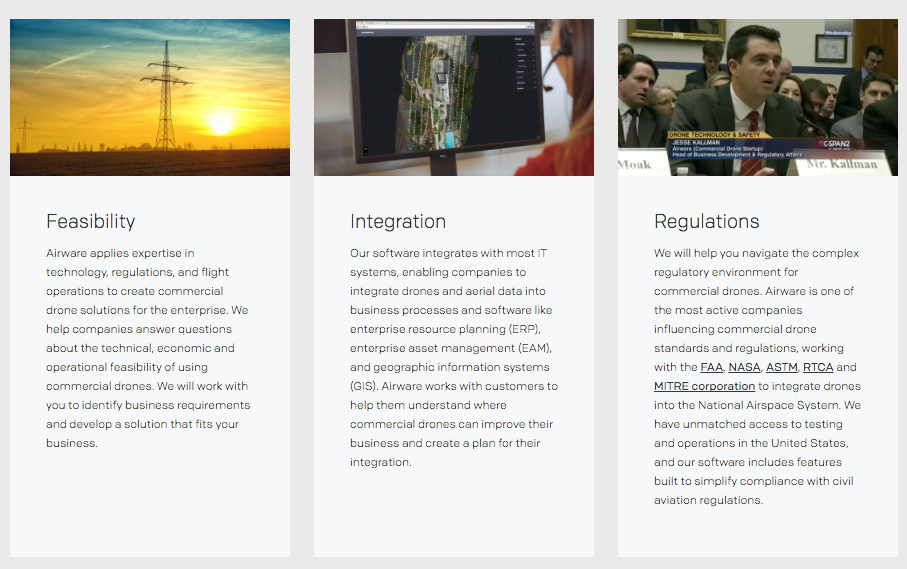 Wednesday
DRONE TECHNOLOGY & SAFETY
JESSE KALLMAN
Airware (Commercial Drone Startup)
Head of Business Development & Regulatory Affairs
C-SPAN2
c-span.org
Moak
Mr. Kallman
Feasibility
Airware applies expertise in
technology, regulations, and flight
operations to create commercial
drone solutions for the enterprise. We
help companies answer questions
about the technical, economic and
operational feasibility of using
commercial drones. We will work with
you to identify business requirements
and develop a solution that fits your
business.
Integration
Our software integrates with most IT
systems, enabling companies to
integrate drones and aerial data into
business processes and software like
enterprise resource planning (ERP),
enterprise asset management (EAM),
and geographic information systems
(GIS). Airware works with customers to
help them understand where
commercial drones can improve their
business and create a plan for their
integration.
Regulations
We will help you navigate the complex
regulatory environment for
commercial drones. Airware is one of
the most active companies
influencing commercial drone
standards and regulations, working
with the FAA, NASA, ASTM, RTCA and
MITRE corporation to integrate drones
into the National Airspace System. We
have unmatched access to testing
and operations in the United States,
and our software includes features
built to simplify compliance with civil
aviation regulations.